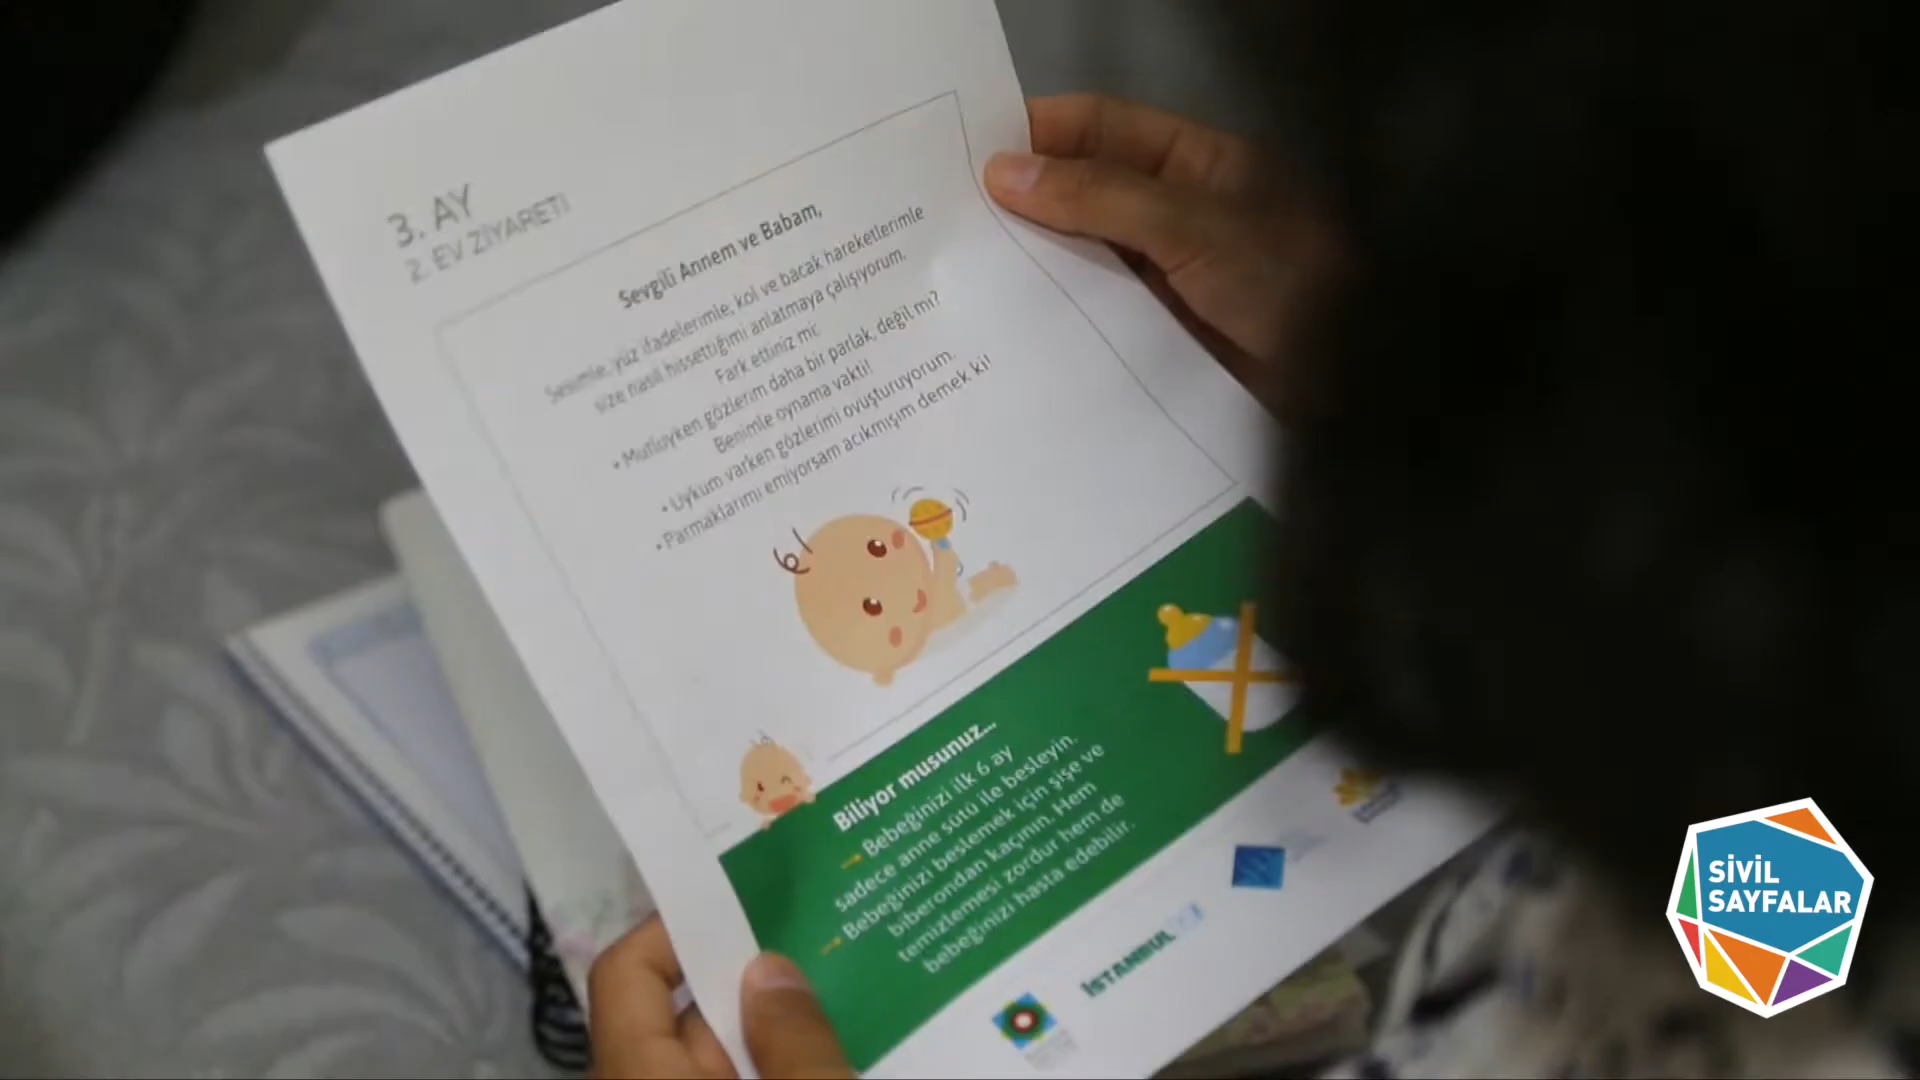 3. AY
2. EV ZİYARETİ
Sevgili Annem ve Babam,
Sesimle, yüz ifadelerimle, kol ve bacak hareketlerimle
size nasıl hissettiğimi anlatmaya çalışıyorum.
Fark ettiniz mi:
• Mutluyken gözlerim daha bir parlak, değil mi?
Benimle oynama vakti!
• Uykum varken gözlerimi ovuşturuyorum.
• Parmaklarımı emiyorsam acıkmışım demek ki!
Biliyor musunuz...
Bebeğinizi ilk 6 ay
sadece anne sütü ile besleyin.
Bebeğinizi beslemek için şişe ve
biberondan kaçının. Hem
temizlemesi zordur hem de
bebeğinizi hasta edebilir.
İSTANBUL
SİVİL
SAYFALAR